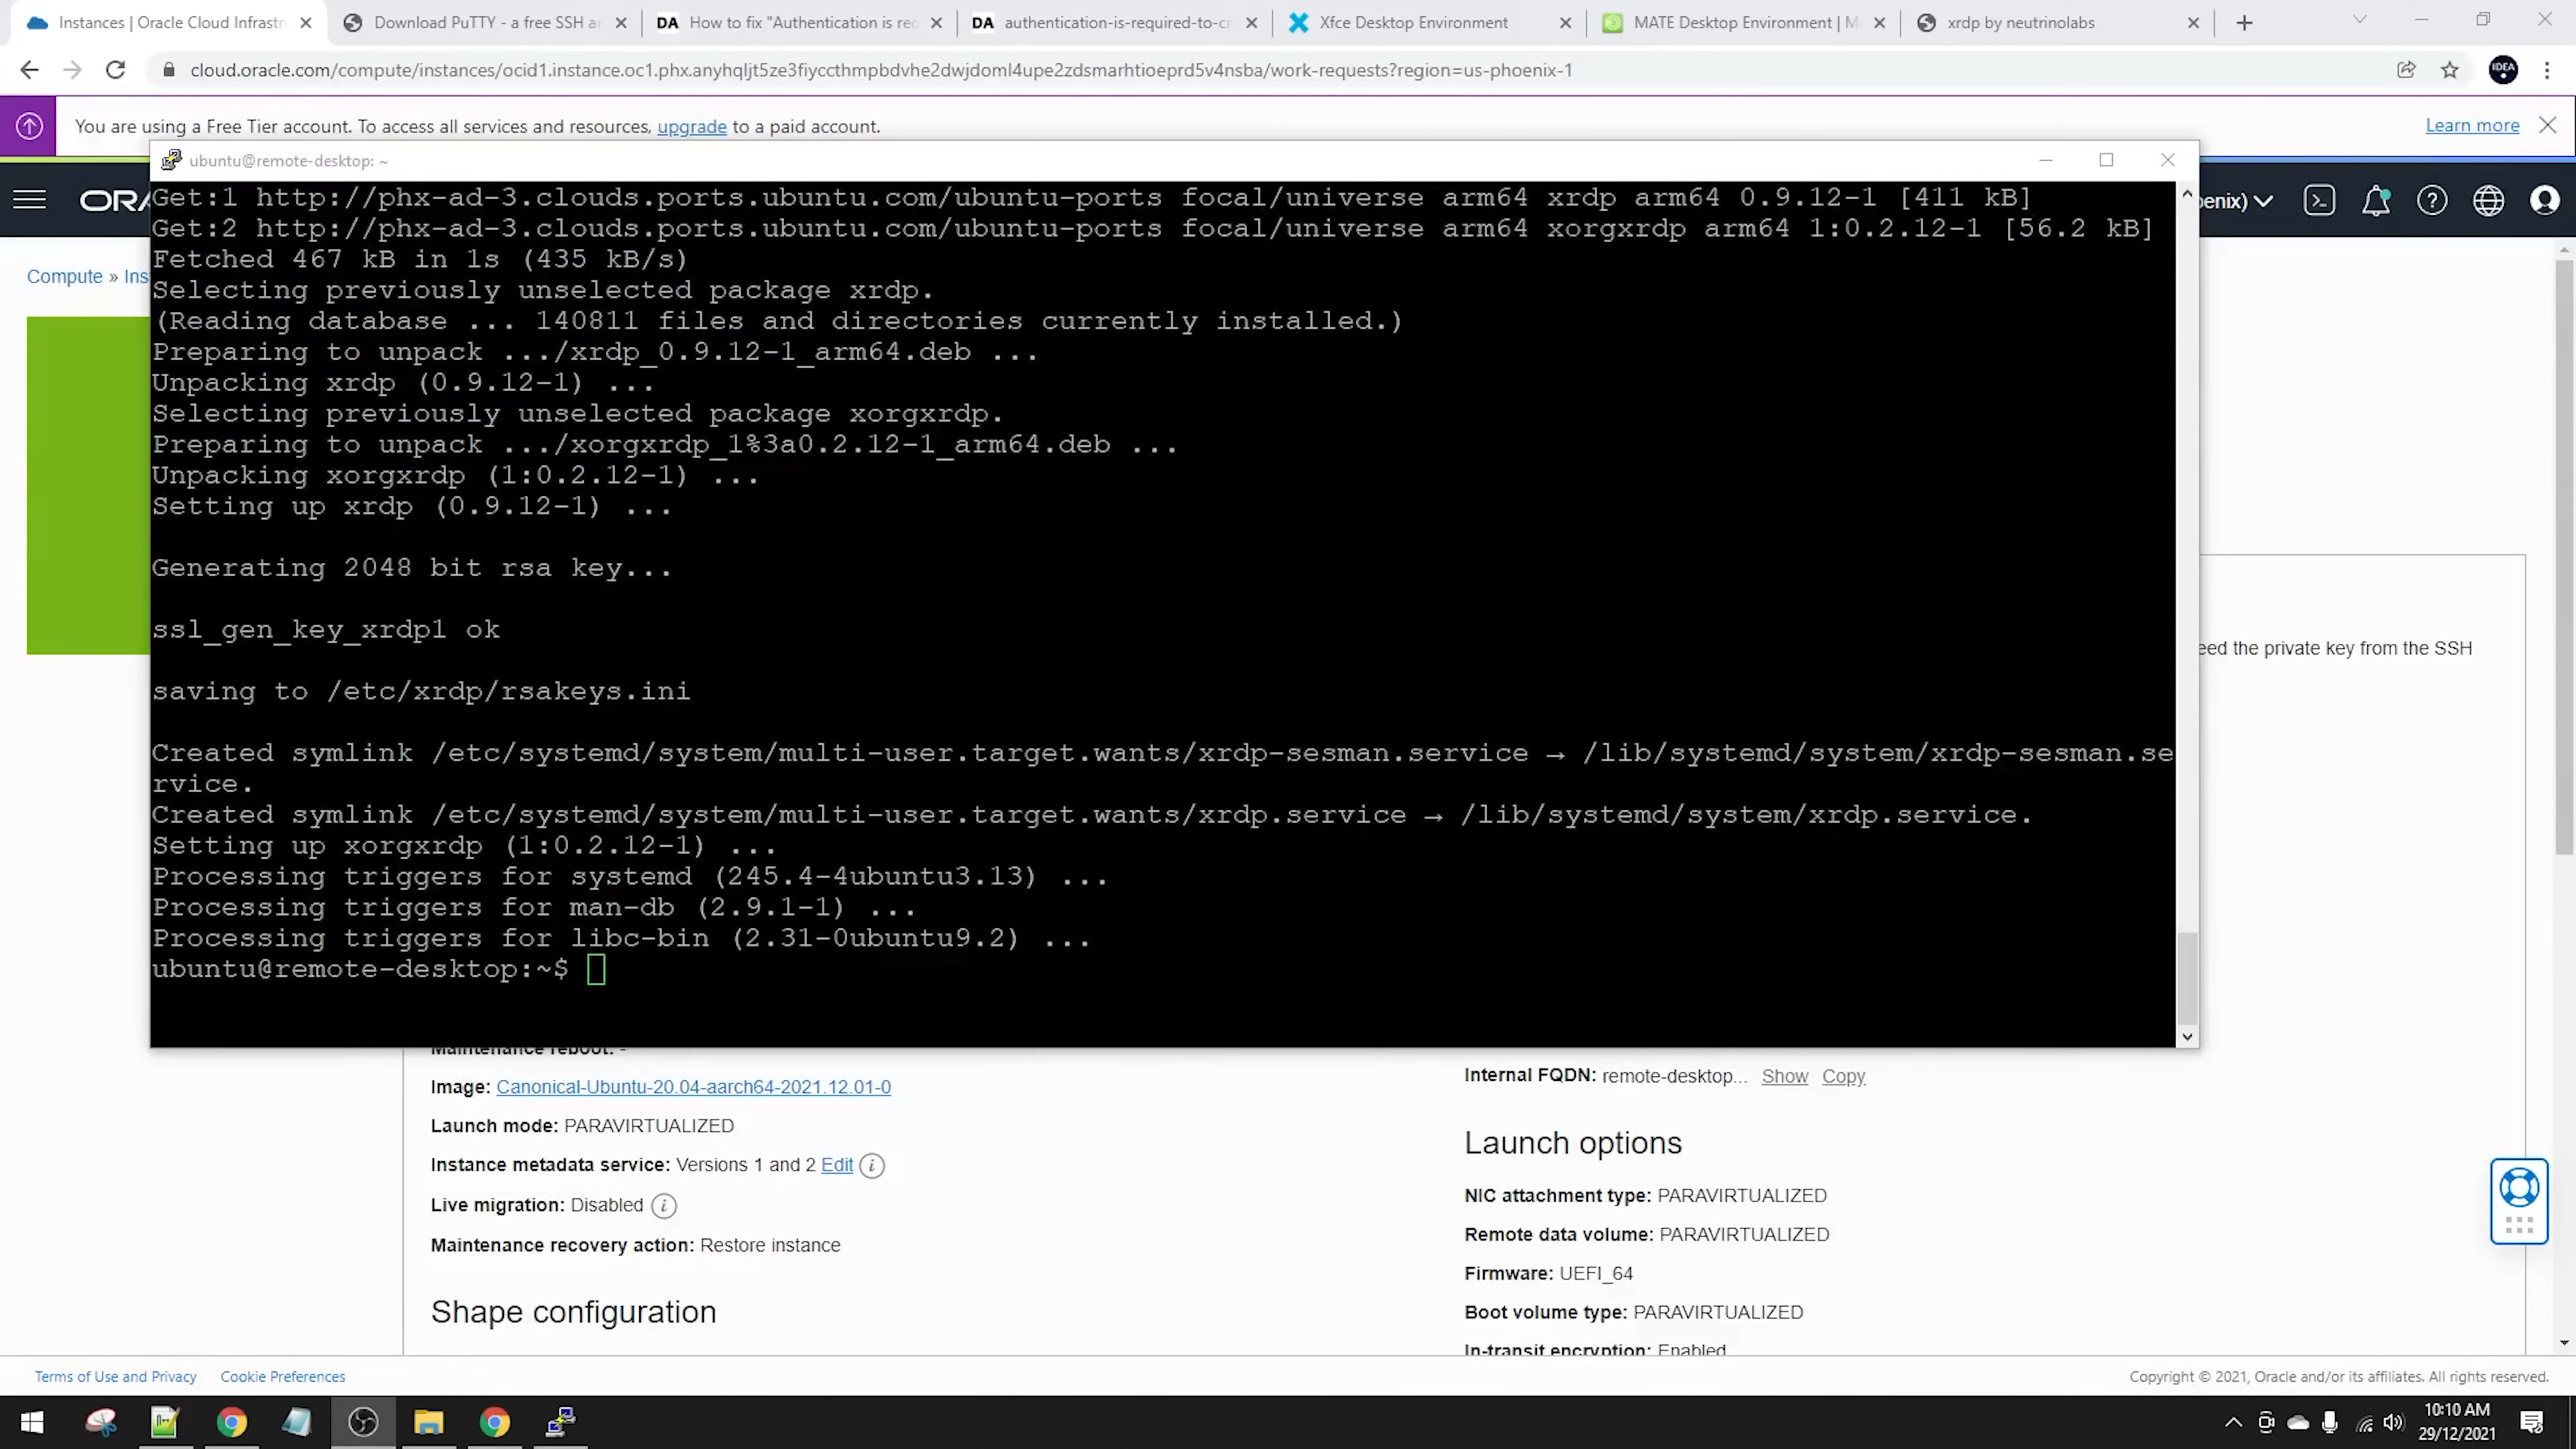 Instances | Oracle Cloud Infrastr
Download PuTTY - a free SSH ar
DA How to fix "Authentication is rec
DA authentication-is-required-to-cr
Xfce Desktop Environment
MATE Desktop Environment | M
xrdp by neutrinolabs
cloud.oracle.com/compute/instances/ocid1.instance.oc1.phx.anyhqljt5ze3fiyccthmpbdvhe2dwjdoml4upe2zdsmarhtioeprd5v4nsba/work-requests?region=us-phoenix-1
IDEA
You are using a Free Tier account. To access all services and resources, upgrade to a paid account.
Learn more
ubuntu@remote-desktop: ~
ORA
oenix)
Compute » Ins
Get:1 http://phx-ad-3.clouds.ports.ubuntu.com/ubuntu-ports focal/universe arm64 xrdp arm64 0.9.12-1 [411 kB]
Get:2 http://phx-ad-3.clouds.ports.ubuntu.com/ubuntu-ports focal/universe arm64 xorgxrdp arm64 1:0.2.12-1 [56.2 kB]
Fetched 467 kB in 1s (435 kB/s)
Selecting previously unselected package xrdp.
(Reading database ... 140811 files and directories currently installed.)
Preparing to unpack .../xrdp_0.9.12-1_arm64.deb ...
Unpacking xrdp (0.9.12-1) ...
Selecting previously unselected package xorgxrdp.
Preparing to unpack .../xorgxrdp_1%3a0.2.12-1_arm64.deb ...
Unpacking xorgxrdp (1:0.2.12-1) ...
Setting up xrdp (0.9.12-1) ...
Generating 2048 bit rsa key...
ssl_gen_key_xrdp1 ok
saving to /etc/xrdp/rsakeys.ini
Created symlink /etc/systemd/system/multi-user.target.wants/xrdp-sesman.service → /lib/systemd/system/xrdp-sesman.se
rvice.
Created symlink /etc/systemd/system/multi-user.target.wants/xrdp.service → /lib/systemd/system/xrdp.service.
Setting up xorgxrdp (1:0.2.12-1) ...
Processing triggers for systemd (245.4-4ubuntu3.13) ...
Processing triggers for man-db (2.9.1-1) ...
Processing triggers for libc-bin (2.31-0ubuntu9.2) ...
ubuntu@remote-desktop:~$
eed the private key from the SSH
Maintenance reboot: -
Image: Canonical-Ubuntu-20.04-aarch64-2021.12.01-0
Launch mode: PARAVIRTUALIZED
Instance metadata service: Versions 1 and 2 Edit
Live migration: Disabled
Maintenance recovery action: Restore instance
Shape configuration
Internal FQDN: remote-desktop... Show Copy
Launch options
NIC attachment type: PARAVIRTUALIZED
Remote data volume: PARAVIRTUALIZED
Firmware: UEFI_64
Boot volume type: PARAVIRTUALIZED
In-transit encryption: Enabled
Terms of Use and Privacy Cookie Preferences
Copyright © 2021, Oracle and/or its affiliates. All rights reserved.
10:10 AM
29/12/2021